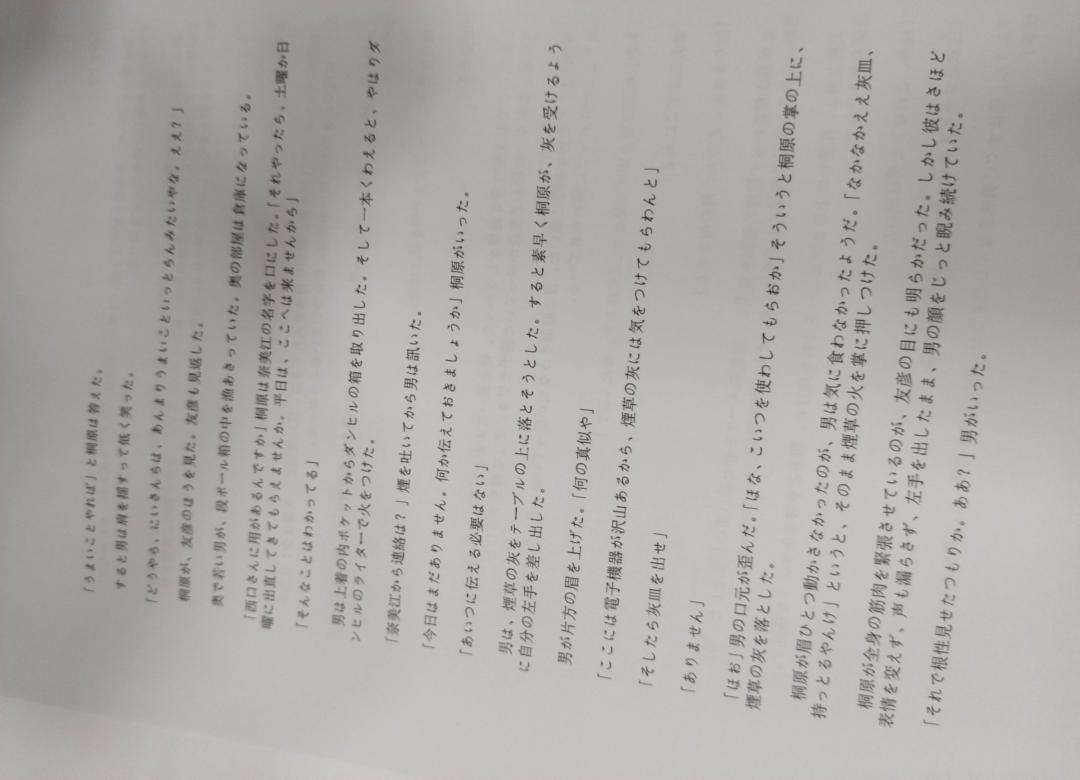 「うまいことやれば」と桐原は答えた。
すると男は肩を揺すって低く笑った。
「どうやら、にいさんらは、あんまりうまいこといっとらんみたいやな。ええ？」
桐原が、友彦のほうを見た。友彦も見返した。
奥で若い男が、段ボール箱の中を漁あさっていた。奥の部屋は倉庫になっている。
「西口さんに用があるんですか」桐原は奈美江の名字を口にした。「それやったら、土曜か日
曜に出直してきてもらえませんか。平日は、ここへは来ませんから」
「そんなことはわかってる」
男は上着の内ポケットからダンヒルの箱を取り出した。そして一本くわえると、やはりダ
ンヒルのライターで火をつけた。
「奈美江から連絡は？」煙を吐いてから男は訊いた。
「今日はまだありません。何か伝えておきましょうか」桐原がいった。
「あいつに伝える必要はない」
男は、煙草の灰をテーブルの上に落とそうとした。すると素早く桐原が、灰を受けるよう
に自分の左手を差し出した。
男が片方の眉を上げた。「何の真似や」
「ここには電子機器が沢山あるから、煙草の灰には気をつけてもらわんと」
「そしたら灰皿を出せ」
「ありません」
「ほお」男の口元が歪んだ。「ほな、こいつを使わしてもらおか」そういうと桐原の掌の上に、
煙草の灰を落とした。
桐原が眉ひとつ動かさなかったのが、男は気に食わなかったようだ。「なかなかええ灰皿、
持っとるやんけ」というと、そのまま煙草の火を掌に押しつけた。
桐原が全身の筋肉を緊張させているのが、友彦の目にも明らかだった。しかし彼はさほど
表情を変えず、声も漏らさず、左手を出したまま、男の顔をじっと睨み続けていた。
「それで根性見せたつもりか。ああ？」男がいった。